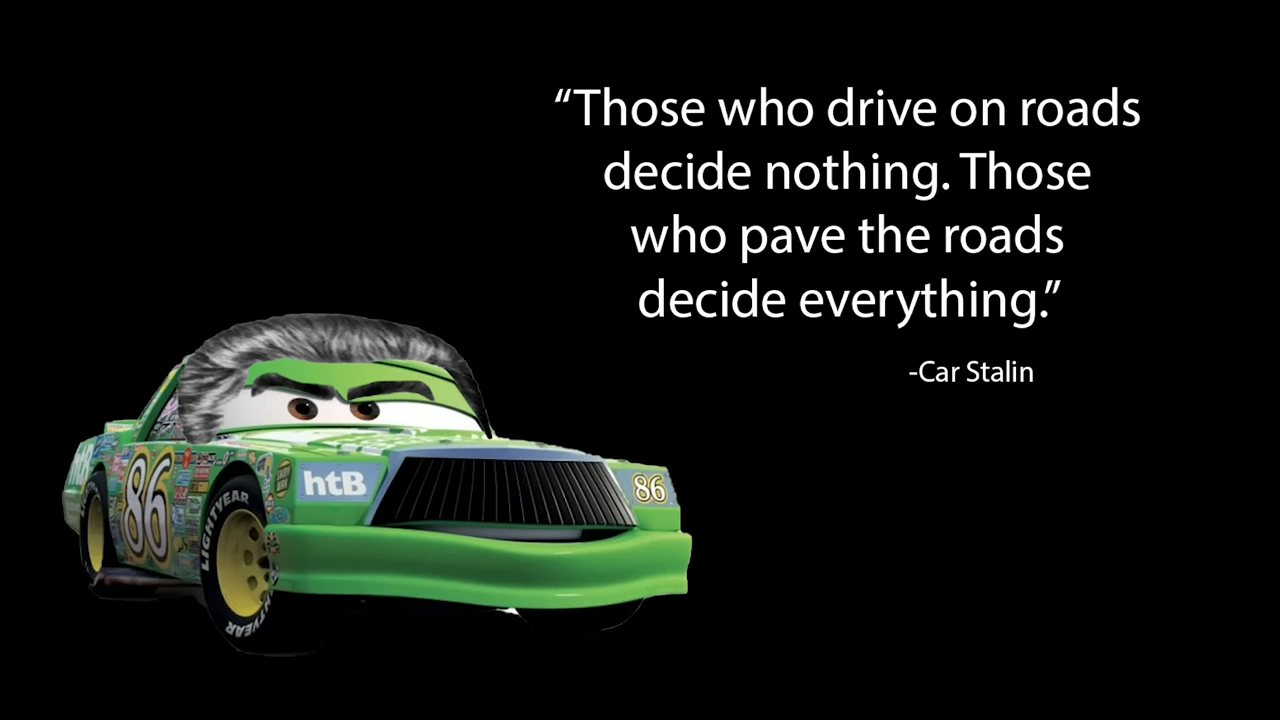 “Those who drive on roads
decide nothing. Those
who pave the roads
decide everything.”
-Car Stalin
86
htB
86
LIGHTYEAR